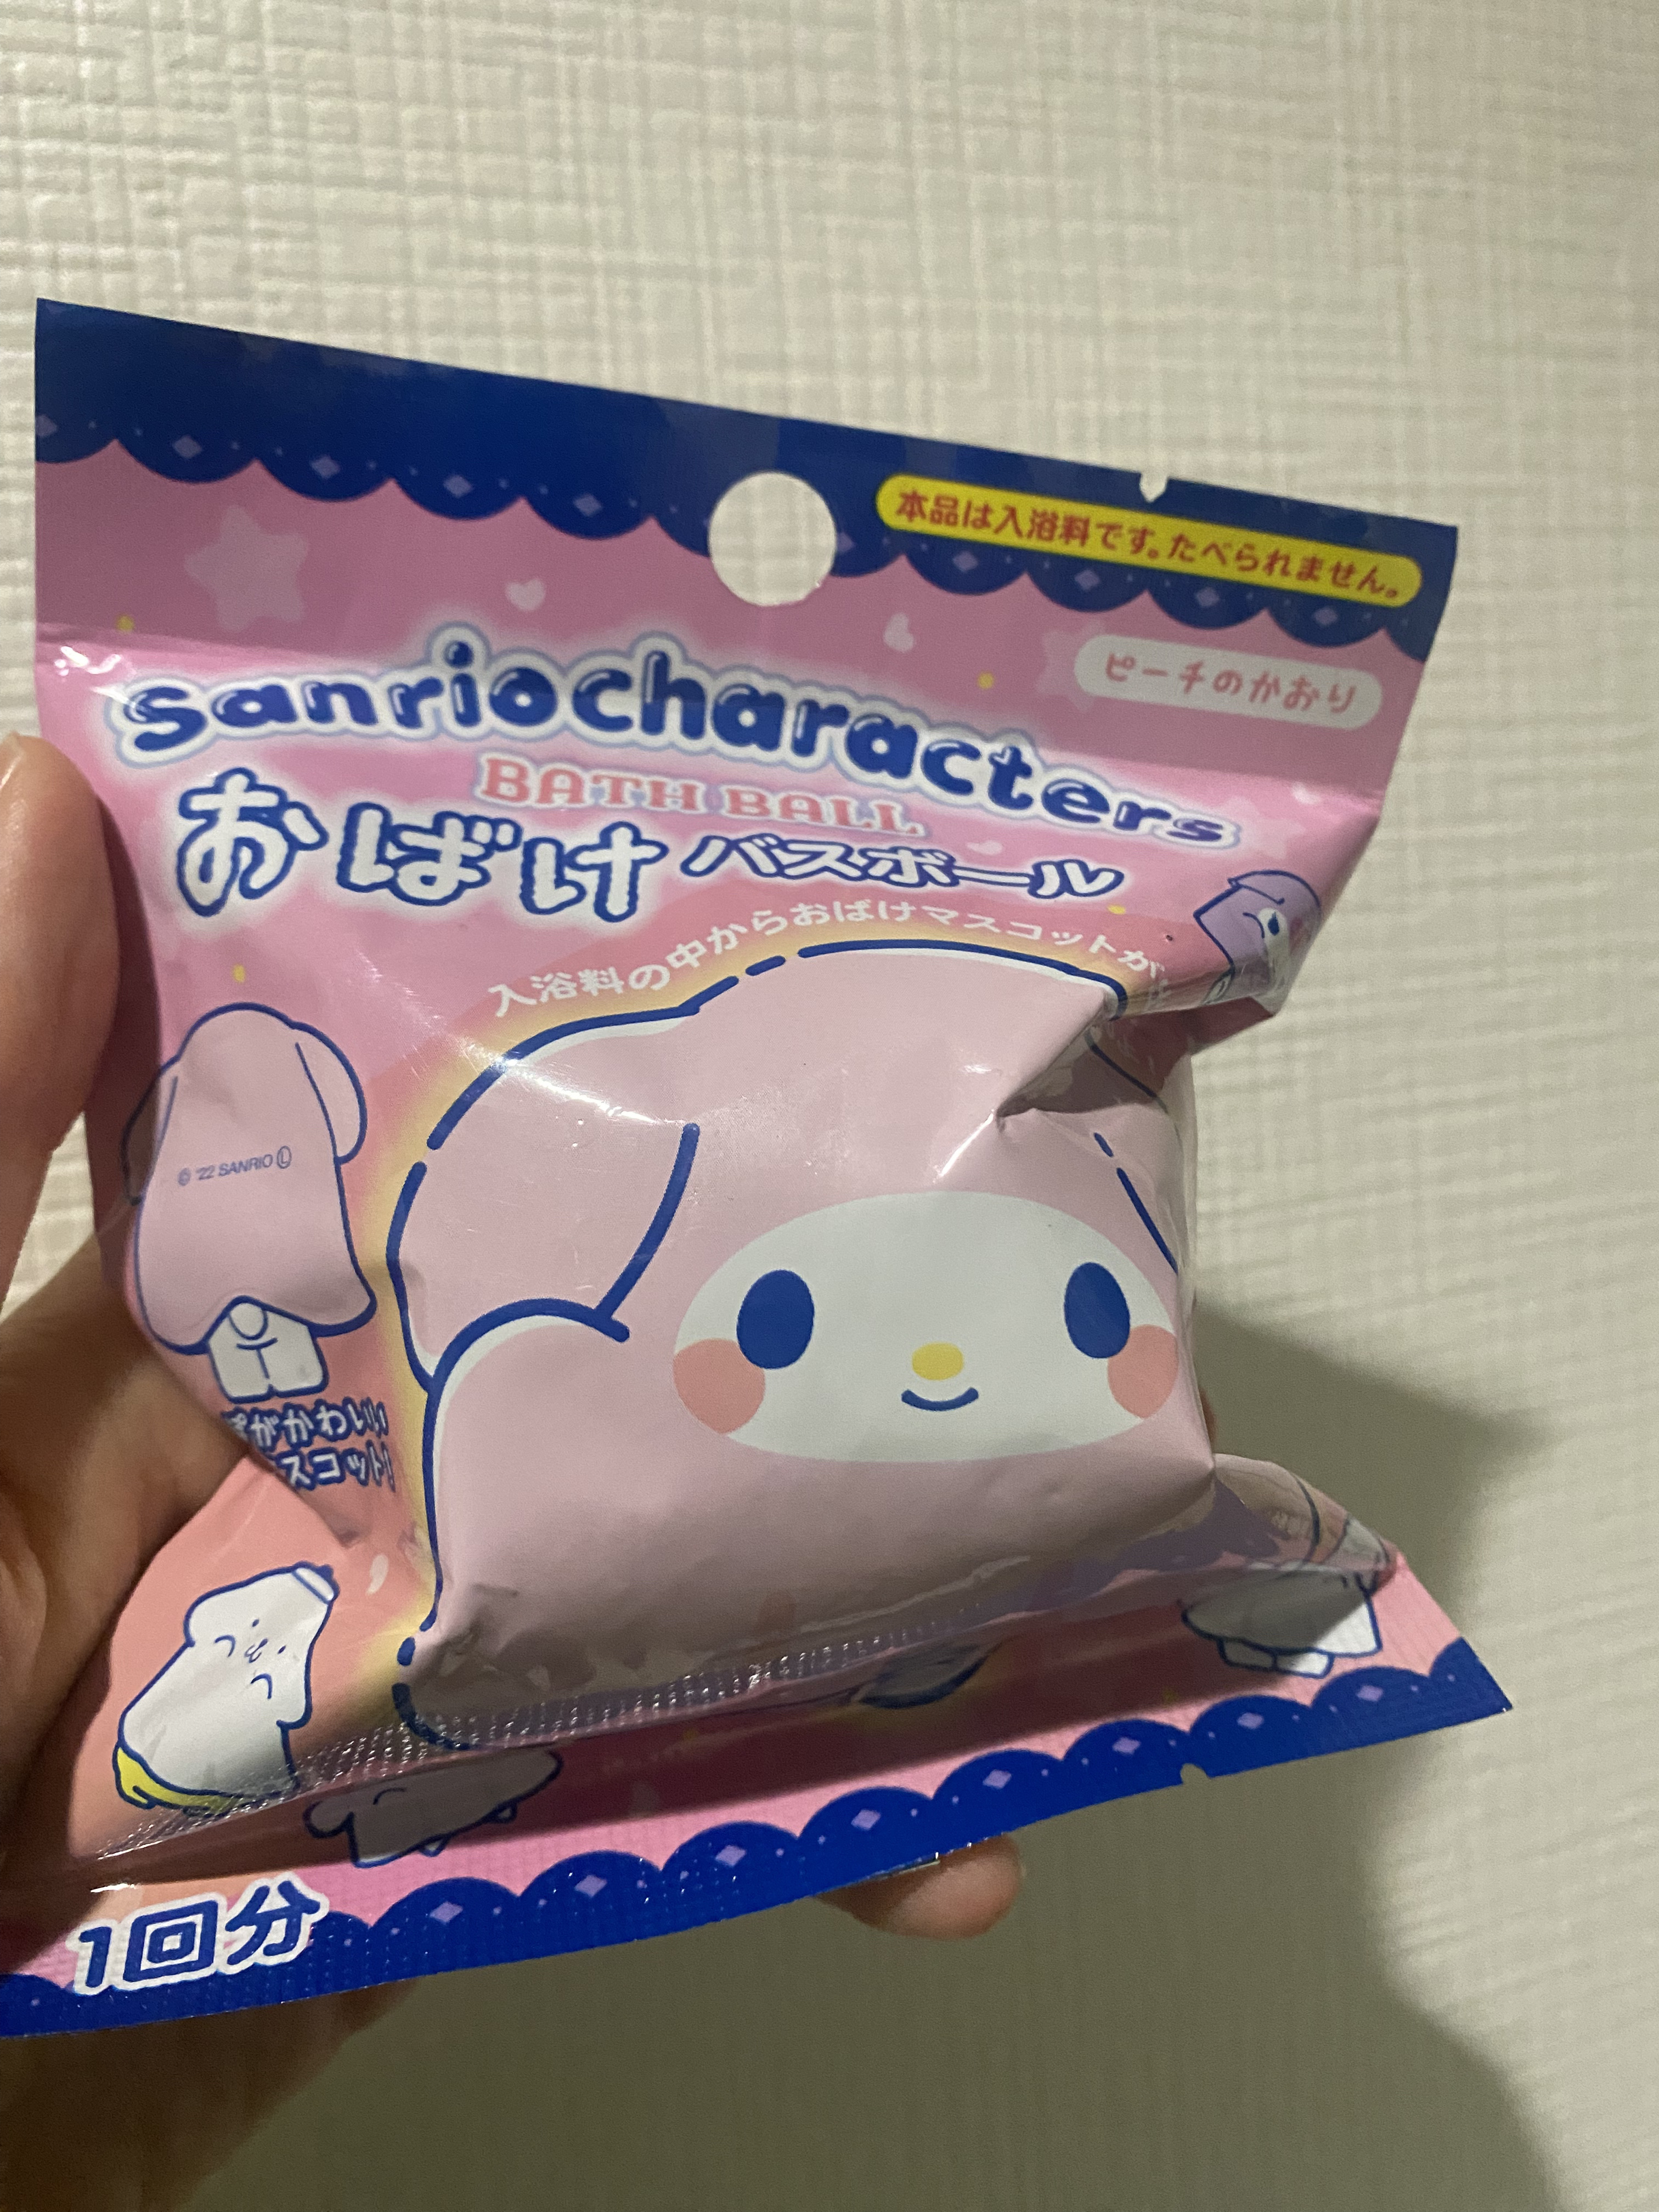 本品は入浴料です。たべられません。
ピーチのかおり
sanriocharacters
BATH BALL
おばけバスボール
入浴料の中からおばけマスコットが
© '22 SANRIO Ⓛ
がかわいい
スコット!
1回分